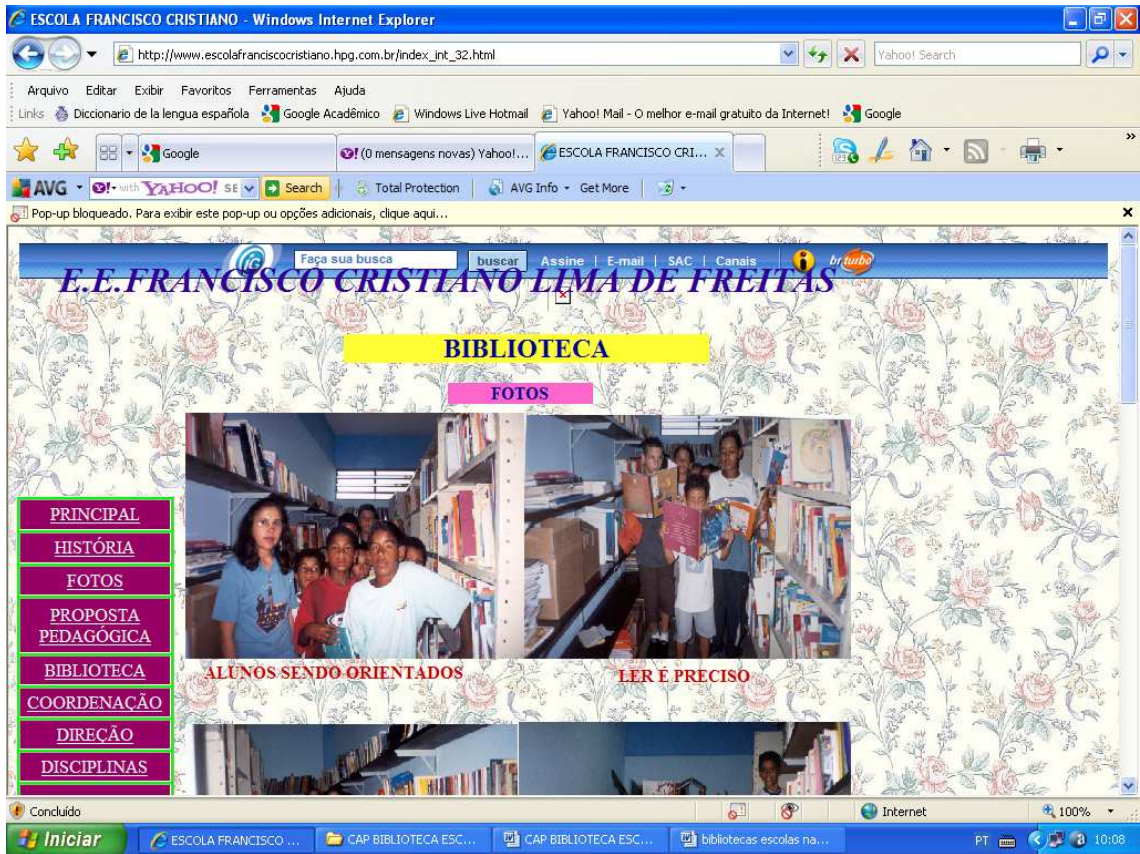 ESCOLA FRANCISCO CRISTIANO - Windows Internet Explorer
http://www.escolafranciscocristiano.hpg.com.br/index_int_32.html
Yahoo! Search
Arquivo Editar Exibir Favoritos Ferramentas Ajuda
Links Diccionario de la lengua española Google Acadêmico Windows Live Hotmail Yahoo! Mail - O melhor e-mail gratuito da Internet! Google
Google (0 mensagens novas) Yahoo!... ESCOLA FRANCISCO CRI... X
AVG Y! - with YAHOO! SE Search Total Protection AVG Info Get More
Pop-up bloqueado. Para exibir este pop-up ou opções adicionais, clique aqui...
iG Faça sua busca buscar Assine | E-mail | SAC | Canais brturbo
E.E.FRANCISCO CRISTIANO LIMA DE FREITAS
BIBLIOTECA
FOTOS
PRINCIPAL
HISTÓRIA
FOTOS
PROPOSTA
PEDAGÓGICA
BIBLIOTECA
COORDENAÇÃO
DIREÇÃO
DISCIPLINAS
ALUNOS SENDO ORIENTADOS
LER É PRECISO
Concluído Internet 100%
Iniciar ESCOLA FRANCISCO ... CAP BIBLIOTECA ESC... CAP BIBLIOTECA ESC... bibliotecas escolas na... PT 10:08